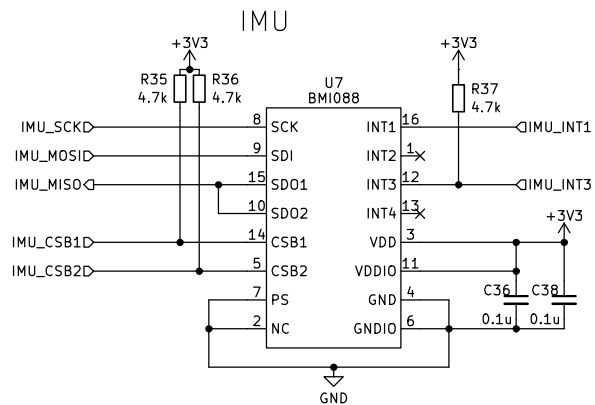 IMU
+3V3
+3V3
R35
4.7k
R36
4.7k
R37
4.7k
U7
BMI088
IMU_SCK 8 SCK INT1 16 IMU_INT1
IMU_MOSI 9 SDI INT2 1
IMU_MISO 15 SDO1 INT3 12 IMU_INT3
10 SDO2 INT4 13
+3V3
IMU_CSB1 14 CSB1 VDD 3
IMU_CSB2 5 CSB2 VDDIO 11
7 PS GND 4
C36
0.1u
C38
0.1u
2 NC GNDIO 6
GND